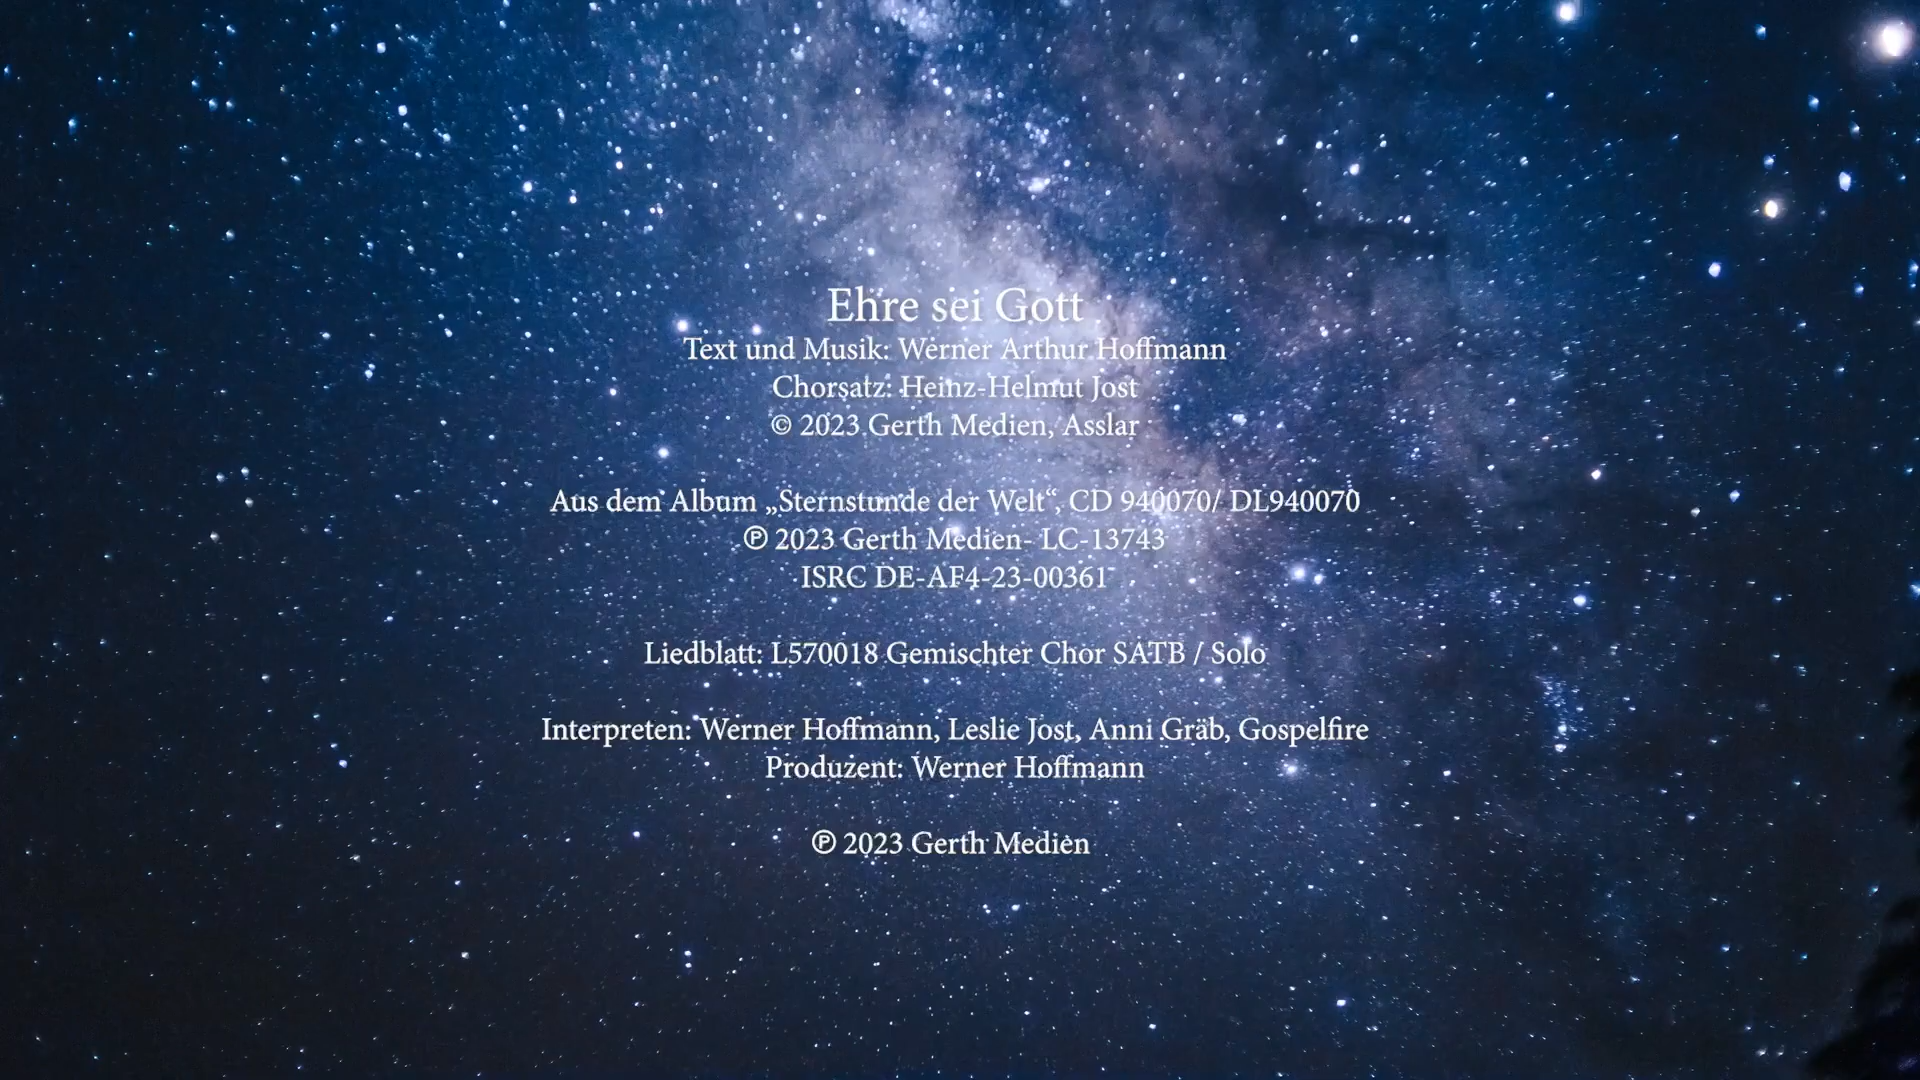 Ehre sei Gott
Text und Musik: Werner Arthur Hoffmann
Chorsatz: Heinz-Helmut Jost
© 2023 Gerth Medien, Asslar
Aus dem Album „Sternstunde der Welt“, CD 940070/ DL940070
℗ 2023 Gerth Medien- LC-13743
ISRC DE-AF4-23-00361
Liedblatt: L570018 Gemischter Chor SATB / Solo
Interpreten: Werner Hoffmann, Leslie Jost, Anni Gräb, Gospelfire
Produzent: Werner Hoffmann
℗ 2023 Gerth Medien